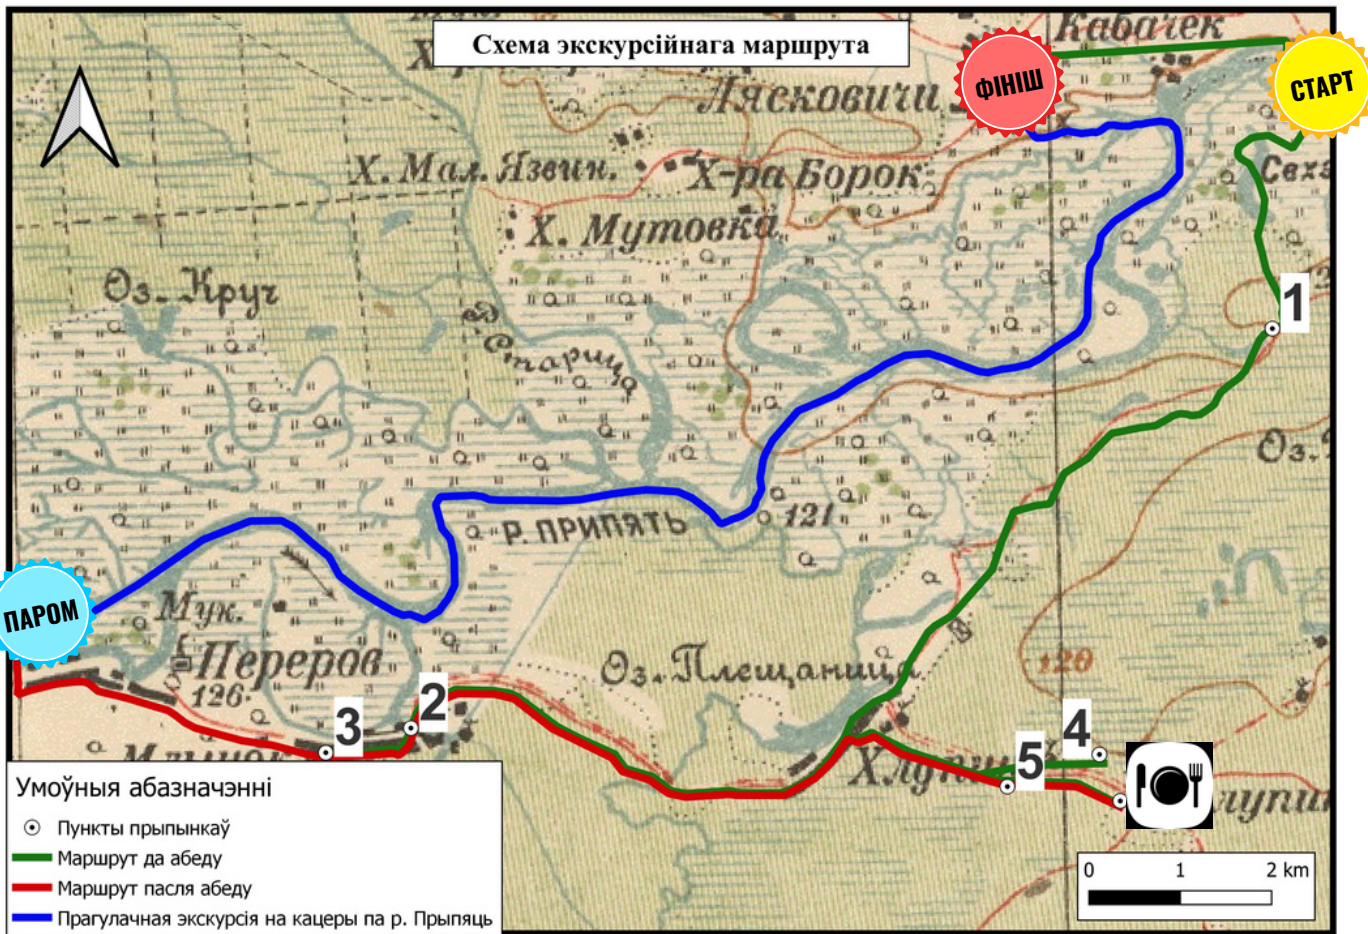 Схема экскурсійнага маршрута
Кабачек
ФІНІШ
СТАРТ
Лясковичи
Х. Мал. Язвин.
Х-ра Борок
Х. Мутовка
Оз. Круч
Старица
1
Р. ПРИПЯТЬ
121
ПАРОМ
Мук.
Переров
126
Оз. Плещаница
120
2
3
4
5
Хлупин
Умоўныя абазначэнні
Пункты прыпынкаў
Маршрут да абеду
Маршрут пасля абеду
Прагулачная экскурсія на кацеры па р. Прыпяць
0 1 2 km